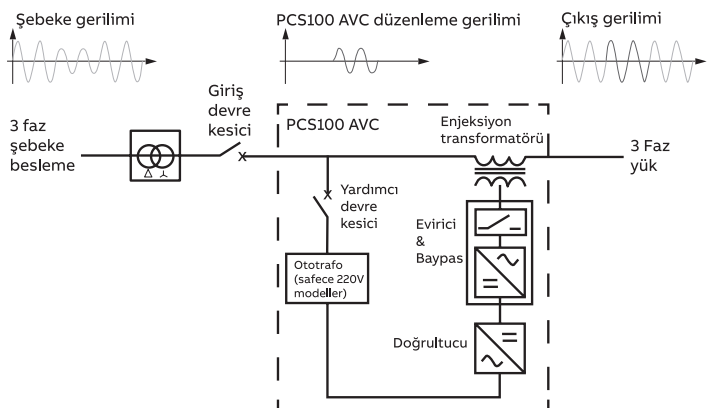 Şebeke gerilimi
PCS100 AVC düzenleme gerilimi
Çıkış gerilimi
3 faz
şebeke
besleme
Giriş
devre
kesici
PCS100 AVC
Enjeksiyon
transformatörü
3 Faz
yük
Yardımcı
devre
kesici
Evirici
&
Baypas
Ototrafo
(safece 220V
modeller)
Doğrultucu